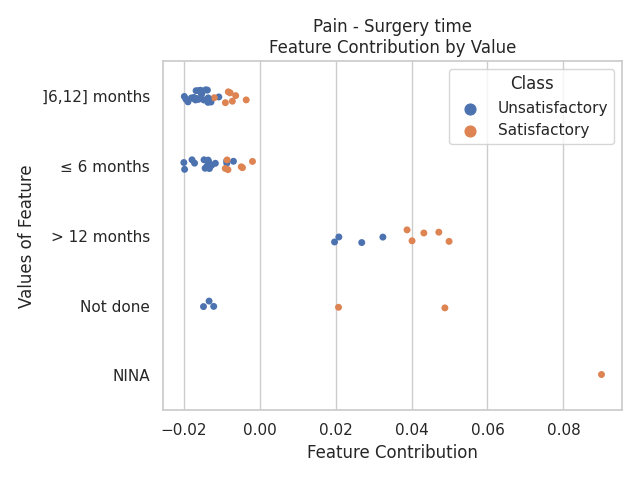 Pain - Surgery time
Feature Contribution by Value
Class
Unsatisfactory
Satisfactory
Values of Feature
]6,12] months
≤ 6 months
> 12 months
Not done
NINA
−0.02 0.00 0.02 0.04 0.06 0.08
Feature Contribution